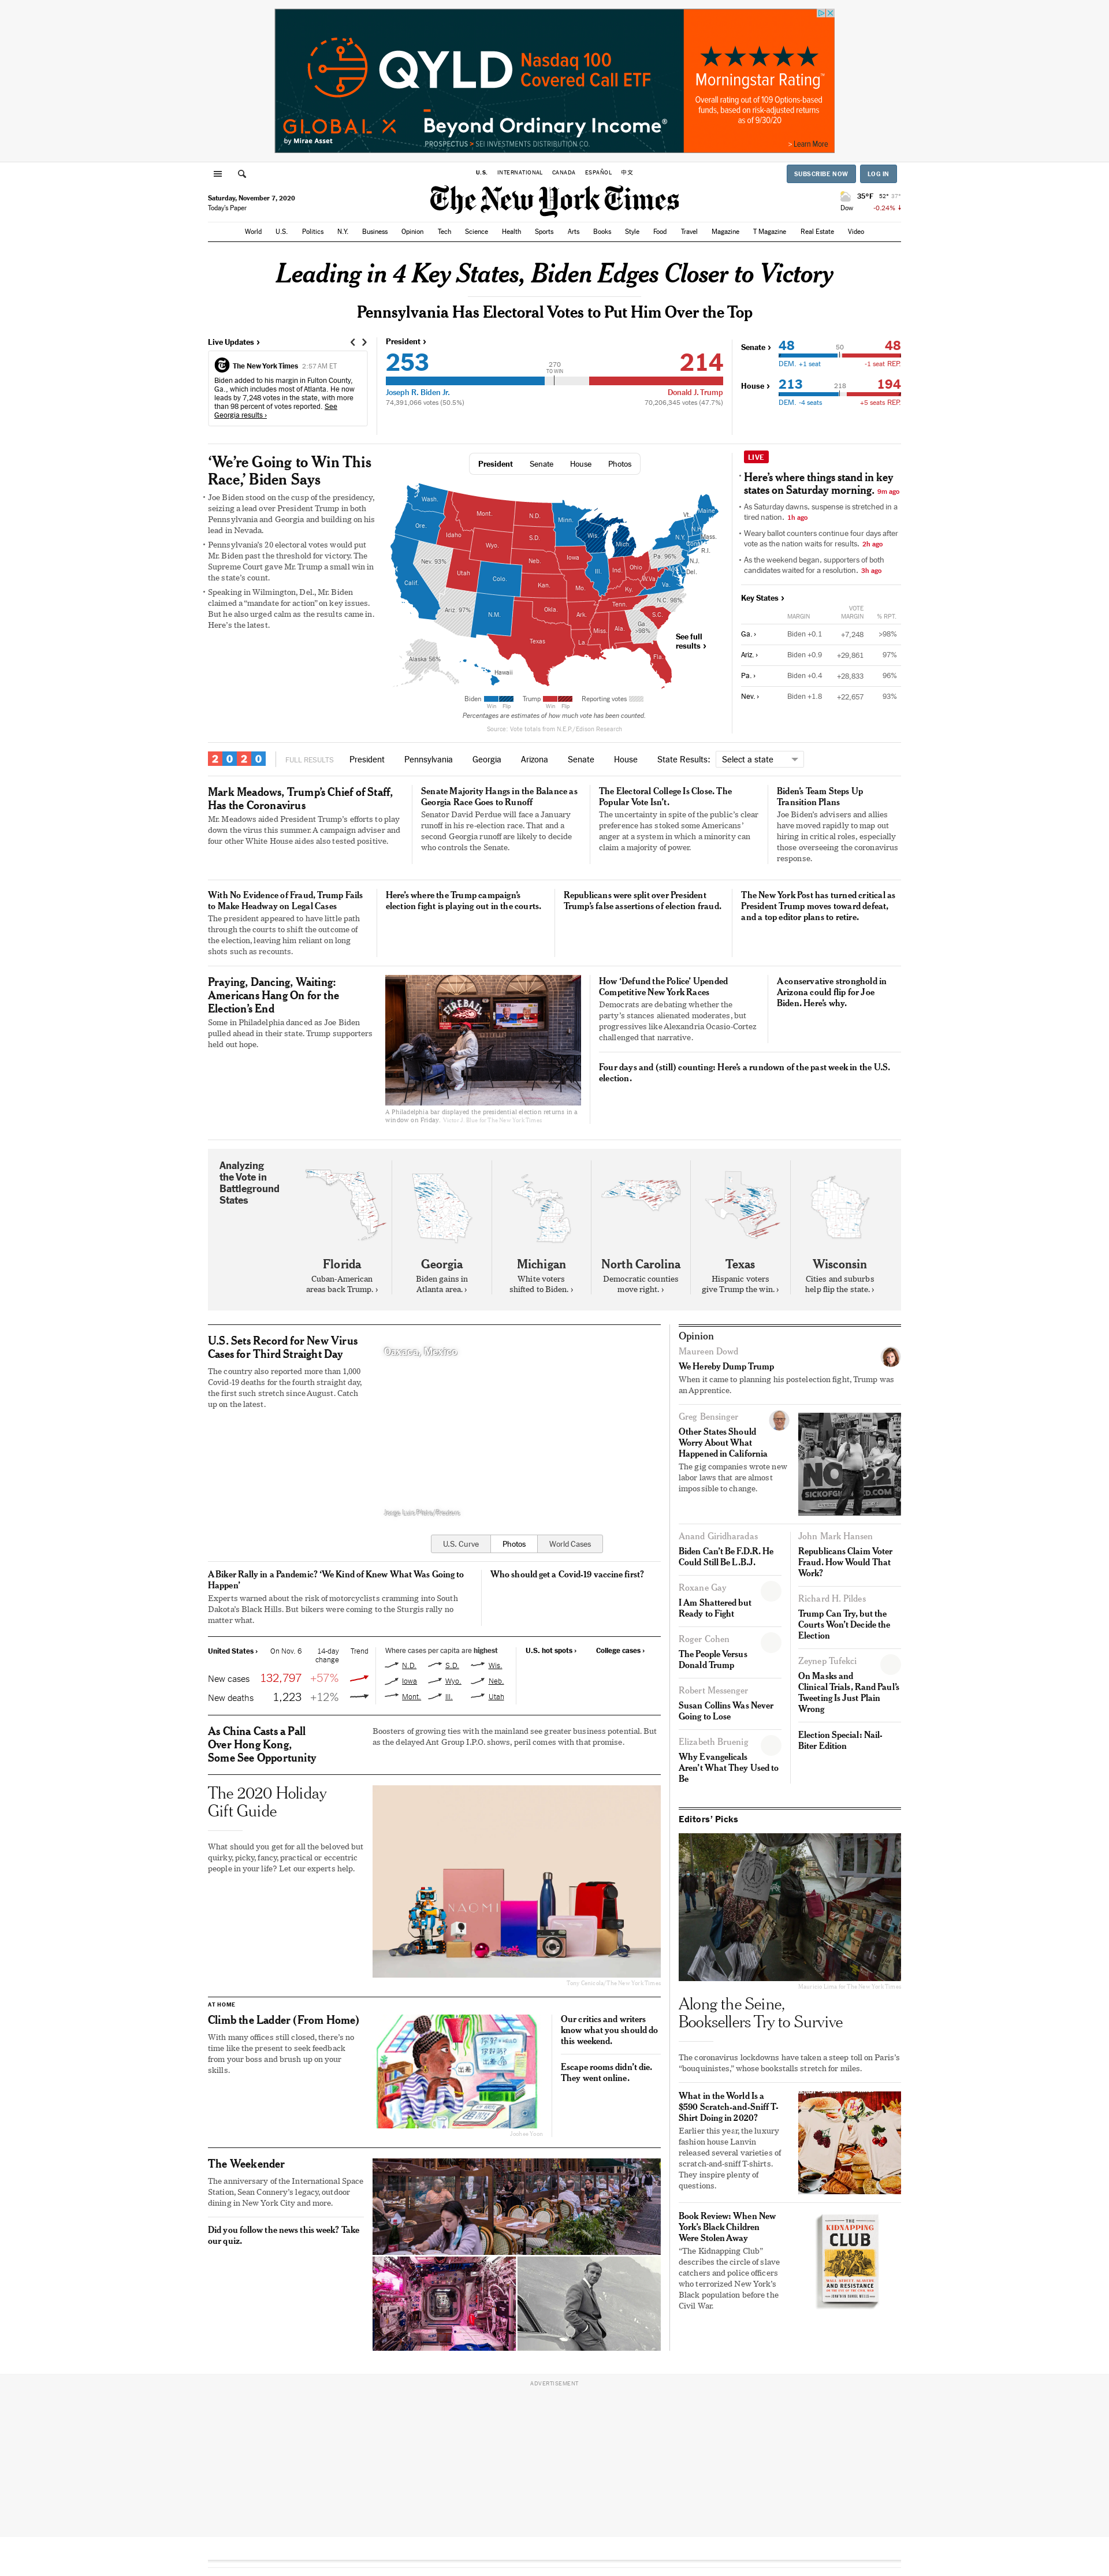 QYLD
Nasdaq 100
Covered Call ETF
GLOBAL X
by Mirae Asset
Beyond Ordinary Income®
PROSPECTUS > SEI INVESTMENTS DISTRIBUTION CO.
★★★★★
Morningstar Rating™
Overall rating out of 109 Options-based
funds, based on risk-adjusted returns
as of 9/30/20
> Learn More
U.S. INTERNATIONAL CANADA ESPAÑOL 中文
SUBSCRIBE NOW LOG IN
Saturday, November 7, 2020
Today's Paper
The New York Times
35°F 52° 37°
Dow -0.24% ↓
World U.S. Politics N.Y. Business Opinion Tech Science Health Sports Arts Books Style Food Travel Magazine T Magazine Real Estate Video
Leading in 4 Key States, Biden Edges Closer to Victory
Pennsylvania Has Electoral Votes to Put Him Over the Top
Live Updates ›
The New York Times 2:57 AM ET
Biden added to his margin in Fulton County,
Ga., which includes most of Atlanta. He now
leads by 7,248 votes in the state, with more
than 98 percent of votes reported. See
Georgia results ›
President ›
253 270 TO WIN 214
Joseph R. Biden Jr. Donald J. Trump
74,391,066 votes (50.5%) 70,206,345 votes (47.7%)
Senate › 48 50 48
DEM. +1 seat -1 seat REP.
House › 213 218 194
DEM. -4 seats +5 seats REP.
‘We’re Going to Win This
Race,’ Biden Says
• Joe Biden stood on the cusp of the presidency,
seizing a lead over President Trump in both
Pennsylvania and Georgia and building on his
lead in Nevada.
• Pennsylvania’s 20 electoral votes would put
Mr. Biden past the threshold for victory. The
Supreme Court gave Mr. Trump a small win in
the state’s count.
• Speaking in Wilmington, Del., Mr. Biden
claimed a “mandate for action” on key issues.
But he also urged calm as the results came in.
Here’s the latest.
President Senate House Photos
Wash.
Ore.
Calif.
Nev. 93%
Idaho
Mont.
Wyo.
Utah
Ariz. 97%
Colo.
N.M.
N.D.
S.D.
Neb.
Kan.
Okla.
Texas
Minn.
Iowa
Mo.
Ark.
La.
Wis.
Ill.
Mich.
Ind.
Ohio
Ky.
Tenn.
Miss.
Ala.
Ga. >98%
Fla.
S.C.
N.C. 98%
Va.
W.Va.
Pa. 96%
N.Y.
Vt.
N.H.
Maine
Mass.
R.I.
Conn.
N.J.
Del.
Alaska 56%
Hawaii
See full
results ›
Biden Win Flip Trump Win Flip Reporting votes
Percentages are estimates of how much vote has been counted.
Source: Vote totals from N.E.P./Edison Research
LIVE
• Here’s where things stand in key
states on Saturday morning. 9m ago
• As Saturday dawns, suspense is stretched in a
tired nation. 1h ago
• Weary ballot counters continue four days after
vote as the nation waits for results. 2h ago
• As the weekend began, supporters of both
candidates waited for a resolution. 3h ago
Key States ›
MARGIN VOTE MARGIN % RPT.
Ga. › Biden +0.1 +7,248 >98%
Ariz. › Biden +0.9 +29,861 97%
Pa. › Biden +0.4 +28,833 96%
Nev. › Biden +1.8 +22,657 93%
2020 FULL RESULTS President Pennsylvania Georgia Arizona Senate House State Results: Select a state
Mark Meadows, Trump’s Chief of Staff,
Has the Coronavirus
Mr. Meadows aided President Trump’s efforts to play
down the virus this summer. A campaign adviser and
four other White House aides also tested positive.
Senate Majority Hangs in the Balance as
Georgia Race Goes to Runoff
Senator David Perdue will face a January
runoff in his re-election race. That and a
second Georgia runoff are likely to decide
who controls the Senate.
The Electoral College Is Close. The
Popular Vote Isn’t.
The uncertainty in spite of the public’s clear
preference has stoked some Americans’
anger at a system in which a minority can
claim a majority of power.
Biden’s Team Steps Up
Transition Plans
Joe Biden’s advisers and allies
have moved rapidly to map out
hiring in critical roles, especially
those overseeing the coronavirus
response.
With No Evidence of Fraud, Trump Fails
to Make Headway on Legal Cases
The president appeared to have little path
through the courts to shift the outcome of
the election, leaving him reliant on long
shots such as recounts.
Here’s where the Trump campaign’s
election fight is playing out in the courts.
Republicans were split over President
Trump’s false assertions of election fraud.
The New York Post has turned critical as
President Trump moves toward defeat,
and a top editor plans to retire.
Praying, Dancing, Waiting:
Americans Hang On for the
Election’s End
Some in Philadelphia danced as Joe Biden
pulled ahead in their state. Trump supporters
held out hope.
FIREBALL
A Philadelphia bar displayed the presidential election returns in a
window on Friday. Victor J. Blue for The New York Times
How ‘Defund the Police’ Upended
Competitive New York Races
Democrats are debating whether the
party’s stances alienated moderates, but
progressives like Alexandria Ocasio-Cortez
challenged that narrative.
A conservative stronghold in
Arizona could flip for Joe
Biden. Here’s why.
Four days and (still) counting: Here’s a rundown of the past week in the U.S.
election.
Analyzing
the Vote in
Battleground
States
Florida
Cuban-American
areas back Trump. ›
Georgia
Biden gains in
Atlanta area. ›
Michigan
White voters
shifted to Biden. ›
North Carolina
Democratic counties
move right. ›
Texas
Hispanic voters
give Trump the win. ›
Wisconsin
Cities and suburbs
help flip the state. ›
U.S. Sets Record for New Virus
Cases for Third Straight Day
The country also reported more than 1,000
Covid-19 deaths for the fourth straight day,
the first such stretch since August. Catch
up on the latest.
Oaxaca, Mexico
Jorge Luis Plata/Reuters
U.S. Curve Photos World Cases
A Biker Rally in a Pandemic? ‘We Kind of Knew What Was Going to
Happen’
Experts warned about the risk of motorcyclists cramming into South
Dakota’s Black Hills. But bikers were coming to the Sturgis rally no
matter what.
Who should get a Covid-19 vaccine first?
United States › On Nov. 6 14-day change Trend
New cases 132,797 +57%
New deaths 1,223 +12%
Where cases per capita are highest
N.D. S.D. Wis.
Iowa Wyo. Neb.
Mont. Ill. Utah
U.S. hot spots › College cases ›
As China Casts a Pall
Over Hong Kong,
Some See Opportunity
Boosters of growing ties with the mainland see greater business potential. But
as the delayed Ant Group I.P.O. shows, peril comes with that promise.
The 2020 Holiday
Gift Guide
What should you get for all the beloved but
quirky, picky, fancy, practical or eccentric
people in your life? Let our experts help.
NAOMI
Tony Cenicola/The New York Times
AT HOME
Climb the Ladder (From Home)
With many offices still closed, there’s no
time like the present to seek feedback
from your boss and brush up on your
skills.
Our critics and writers
know what you should do
this weekend.
Escape rooms didn’t die.
They went online.
The Weekender
The anniversary of the International Space
Station, Sean Connery’s legacy, outdoor
dining in New York City and more.
Did you follow the news this week? Take
our quiz.
Opinion
Maureen Dowd
We Hereby Dump Trump
When it came to planning his postelection fight, Trump was
an Apprentice.
Greg Bensinger
Other States Should
Worry About What
Happened in California
The gig companies wrote new
labor laws that are almost
impossible to change.
Anand Giridharadas
Biden Can’t Be F.D.R. He
Could Still Be L.B.J.
Roxane Gay
I Am Shattered but
Ready to Fight
Roger Cohen
The People Versus
Donald Trump
Robert Messenger
Susan Collins Was Never
Going to Lose
Elizabeth Bruenig
Why Evangelicals
Aren’t What They Used to
Be
John Mark Hansen
Republicans Claim Voter
Fraud. How Would That
Work?
Richard H. Pildes
Trump Can Try, but the
Courts Won’t Decide the
Election
Zeynep Tufekci
On Masks and
Clinical Trials, Rand Paul’s
Tweeting Is Just Plain
Wrong
Election Special: Nail-
Biter Edition
Editors’ Picks
Mauricio Lima for The New York Times
Along the Seine,
Booksellers Try to Survive
The coronavirus lockdowns have taken a steep toll on Paris’s
“bouquinistes,” whose bookstalls stretch for miles.
What in the World Is a
$590 Scratch-and-Sniff T-
Shirt Doing in 2020?
Earlier this year, the luxury
fashion house Lanvin
released several varieties of
scratch-and-sniff T-shirts.
They inspire plenty of
questions.
Book Review: When New
York’s Black Children
Were Stolen Away
“The Kidnapping Club”
describes the circle of slave
catchers and police officers
who terrorized New York’s
Black population before the
Civil War.
THE
KIDNAPPING
CLUB
AND RESISTANCE
ADVERTISEMENT